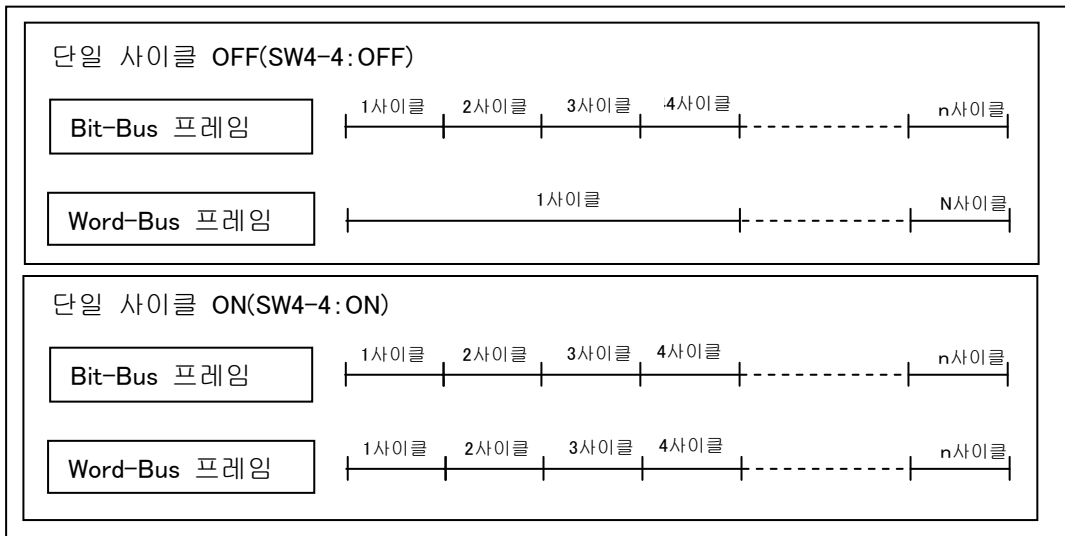 단일 사이클 OFF(SW4-4:OFF)
Bit-Bus 프레임
1사이클 2사이클 3사이클 4사이클 n사이클
Word-Bus 프레임
1사이클 N사이클
단일 사이클 ON(SW4-4:ON)
Bit-Bus 프레임
1사이클 2사이클 3사이클 4사이클 n사이클
Word-Bus 프레임
1사이클 2사이클 3사이클 4사이클 n사이클